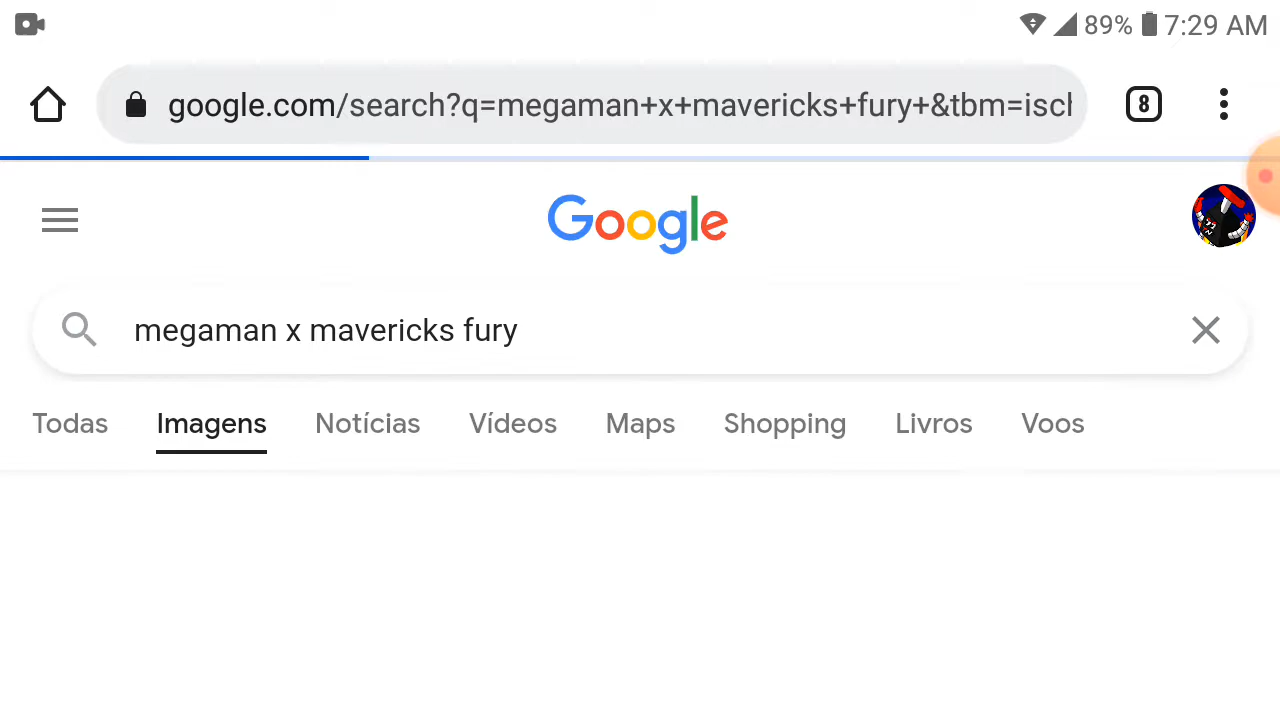 89% 7:29 AM
google.com/search?q=megaman+x+mavericks+fury+&tbm=isch 8
Google
megaman x mavericks fury
Todas Imagens Notícias Vídeos Maps Shopping Livros Voos